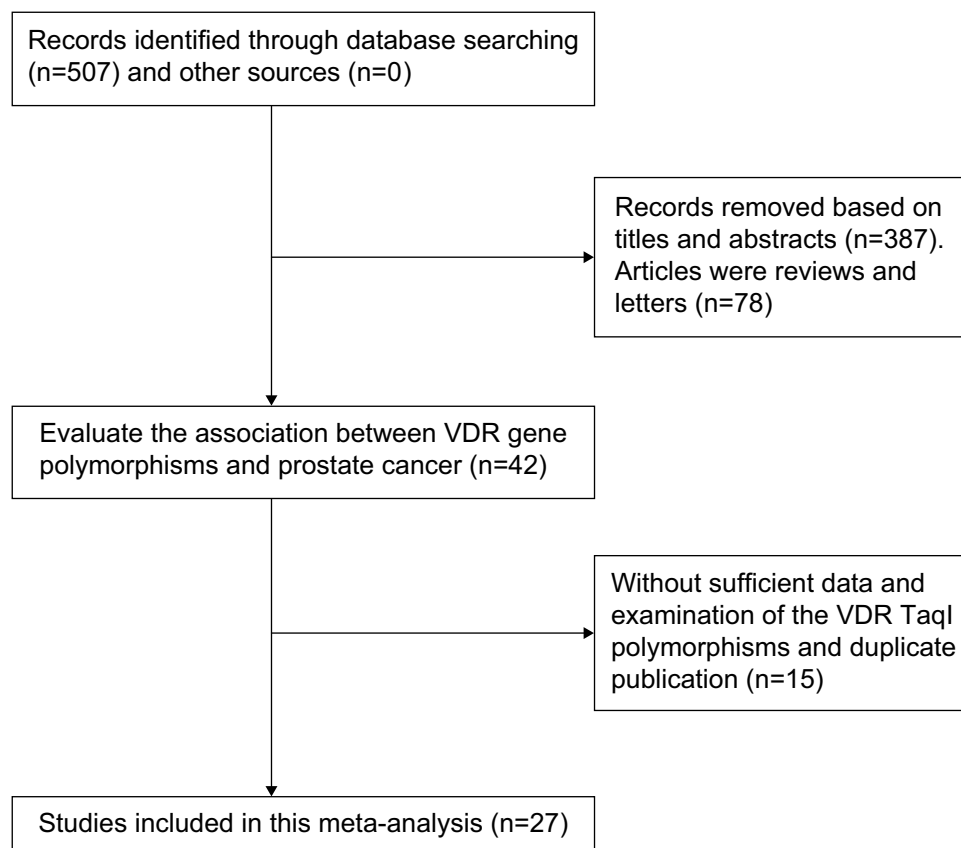 Records identified through database searching
(n=507) and other sources (n=0)
Records removed based on
titles and abstracts (n=387).
Articles were reviews and
letters (n=78)
Evaluate the association between VDR gene
polymorphisms and prostate cancer (n=42)
Without sufficient data and
examination of the VDR TaqI
polymorphisms and duplicate
publication (n=15)
Studies included in this meta-analysis (n=27)